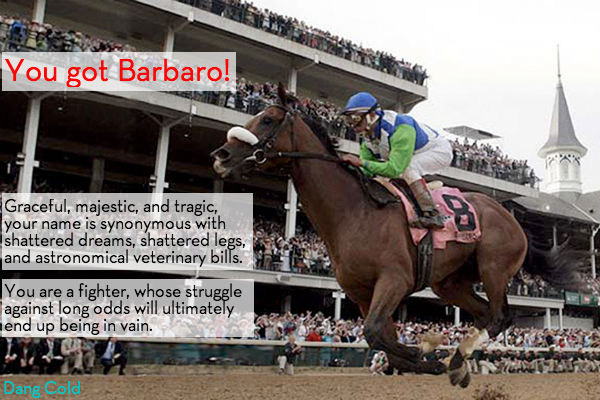 You got Barbaro!
Graceful, majestic, and tragic,
your name is synonymous with
shattered dreams, shattered legs,
and astronomical veterinary bills.
8
You are a fighter, whose struggle
against long odds will ultimately
end up being in vain.
Dang Cold